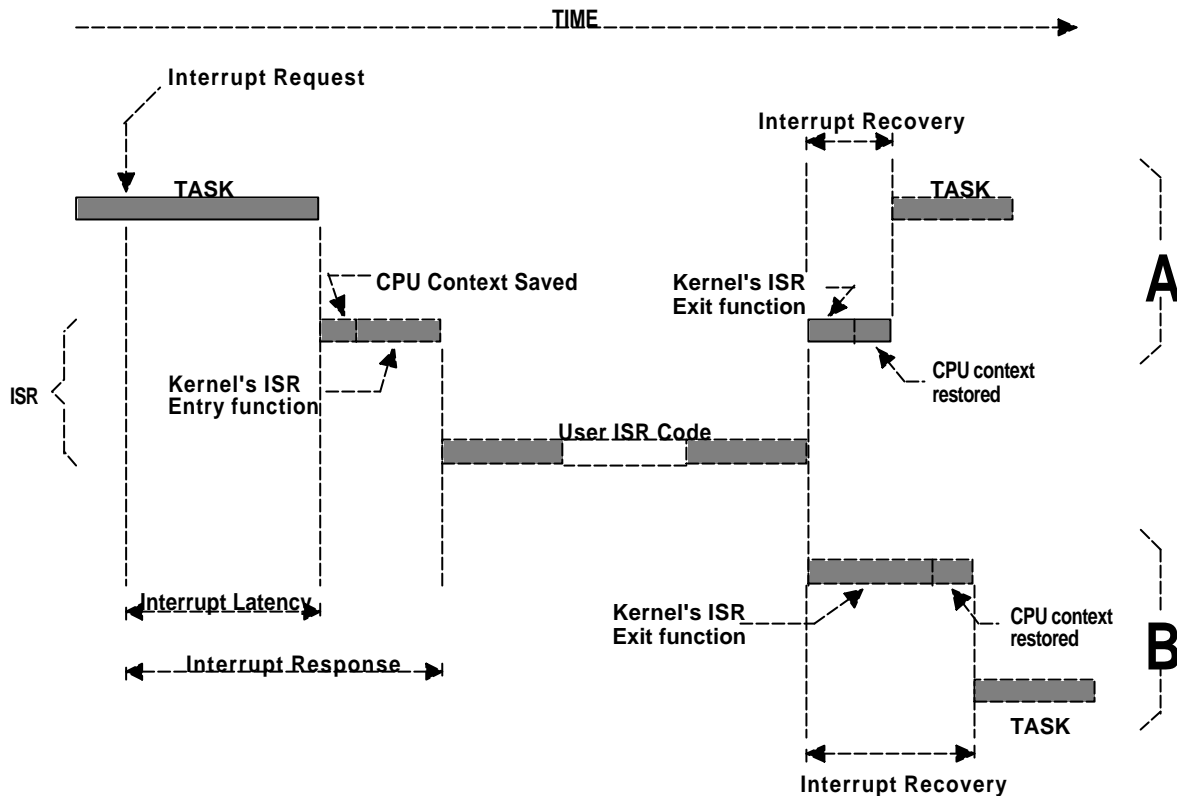 TIME
Interrupt Request
Interrupt Recovery
TASK
TASK
A
CPU Context Saved
Kernel's ISR
Exit function
ISR
Kernel's ISR
Entry function
CPU context
restored
User ISR Code
Interrupt Latency
Kernel's ISR
Exit function
CPU context
restored
B
Interrupt Response
TASK
Interrupt Recovery